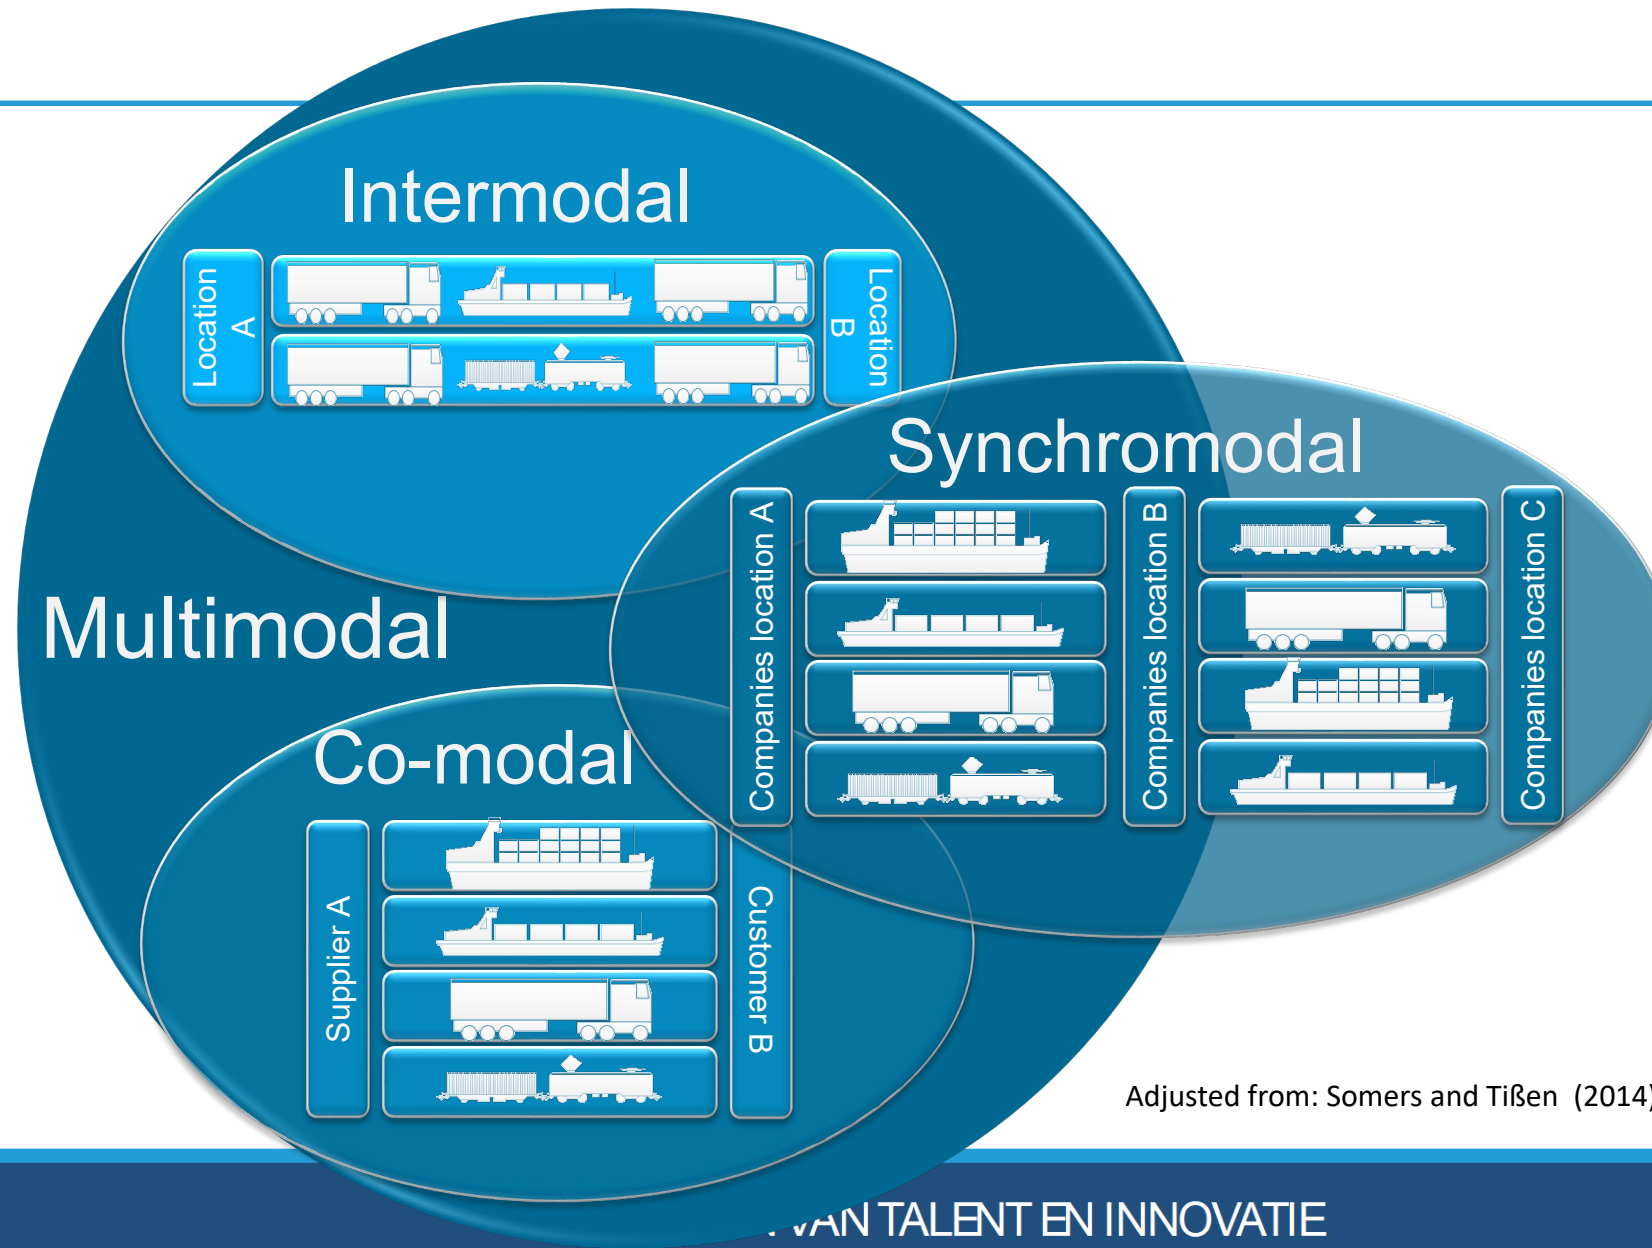 Intermodal
Location
A
Location
B
Synchromodal
Companies location A
Companies location B
Companies location C
Multimodal
Co-modal
Supplier A
Customer B
Adjusted from: Somers and Tißen (2014)
VAN TALENT EN INNOVATIE